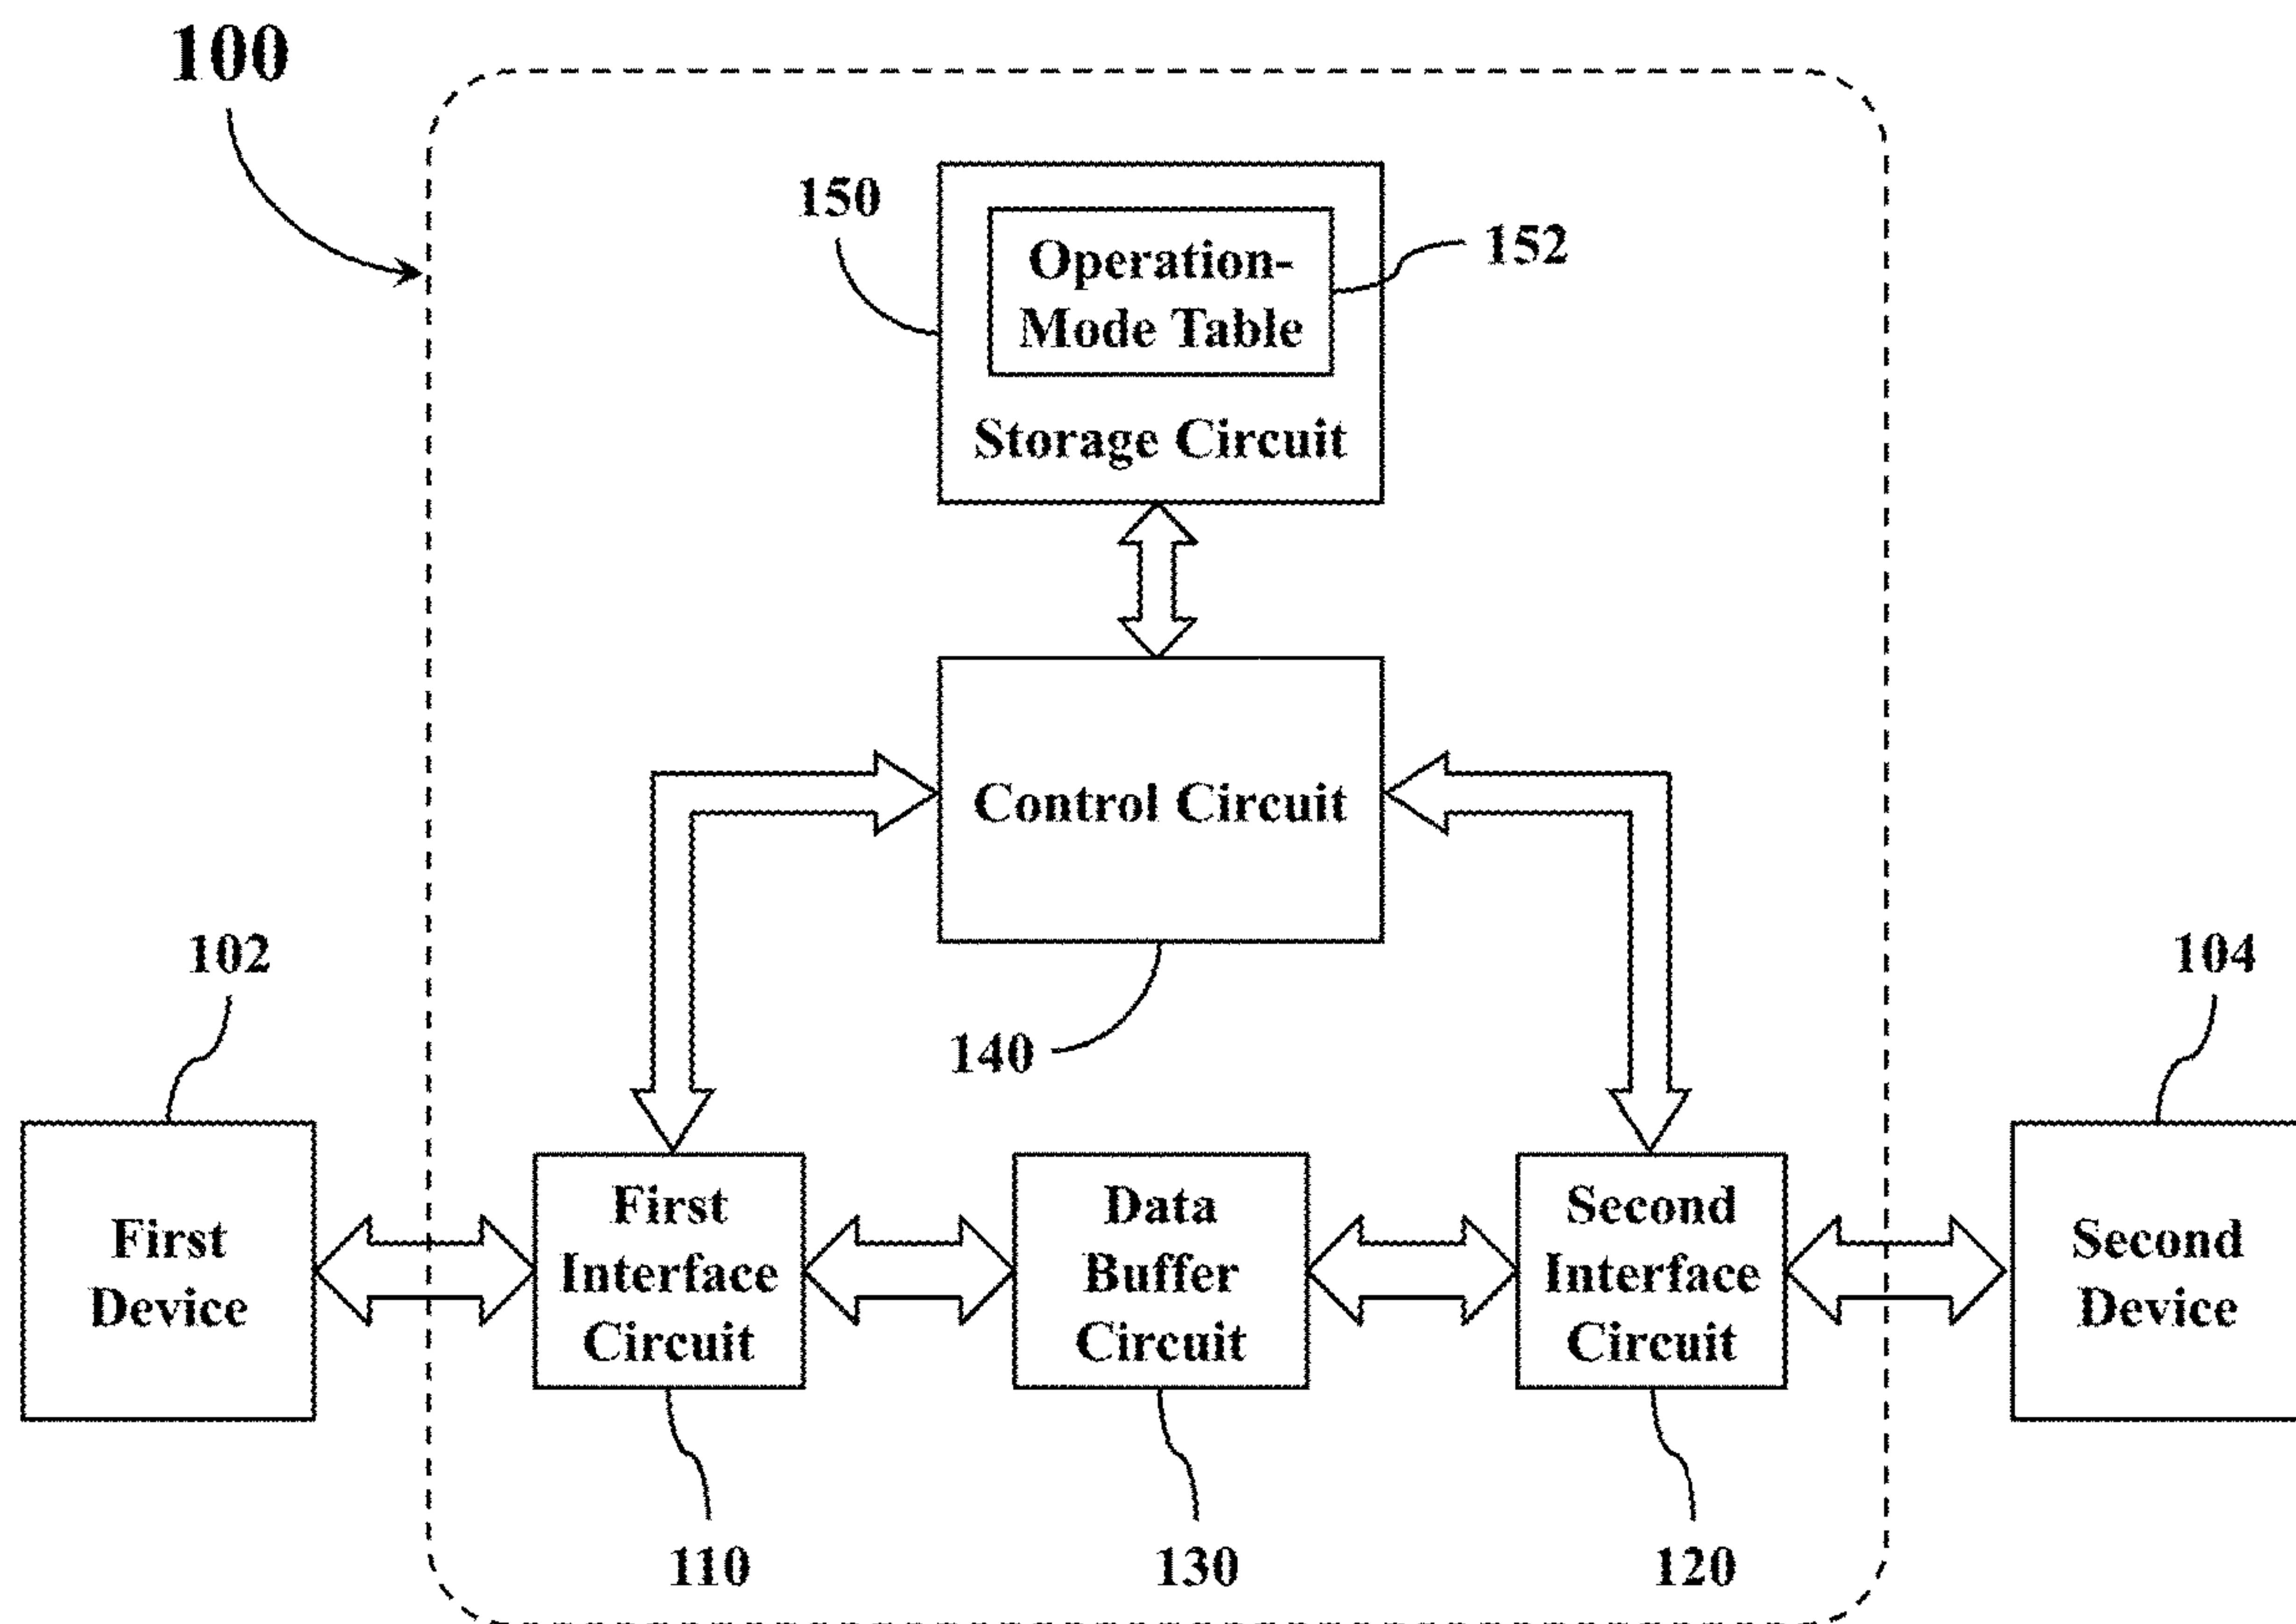 100
150
Operation-
Mode Table
152
Storage Circuit
Control Circuit
102
104
140
First
Device
First
Interface
Circuit
Data
Buffer
Circuit
Second
Interface
Circuit
Second
Device
110
130
120